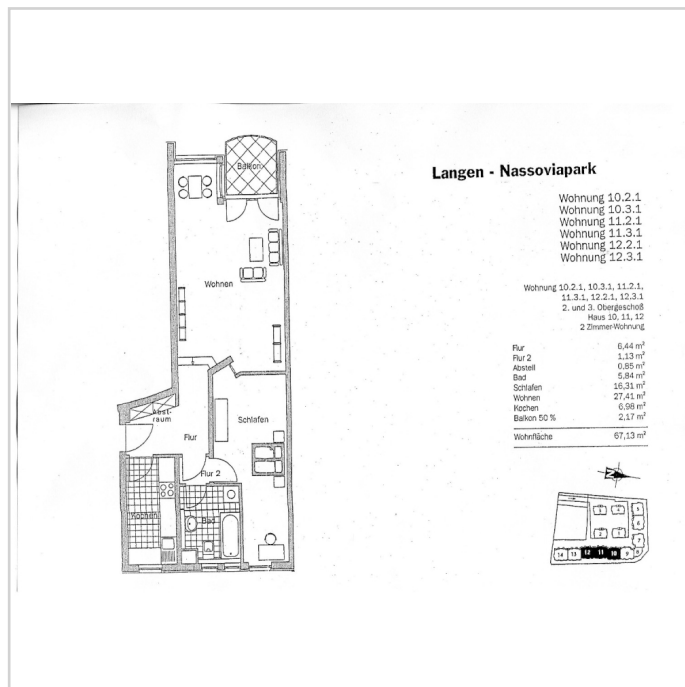 Langen - Nassoviapark
Wohnung 10.2.1
Wohnung 10.3.1
Wohnung 11.2.1
Wohnung 11.3.1
Wohnung 12.2.1
Wohnung 12.3.1
Wohnung 10.2.1, 10.3.1, 11.2.1,
11.3.1, 12.2.1, 12.3.1
2. und 3. Obergeschoß
Haus 10, 11, 12
2 Zimmer-Wohnung
Flur 6,44 m²
Flur 2 1,13 m²
Abstell 0,85 m²
Bad 5,84 m²
Schlafen 16,31 m²
Wohnen 27,41 m²
Kochen 6,98 m²
Balkon 50 % 2,17 m²
Wohnfläche 67,13 m²
Balkon
Wohnen
Abst-
raum
Schlafen
Flur
Flur 2
Kochen
Bad
N
3 4 5
6
2 1
7
14 13 12 11 10 9 8